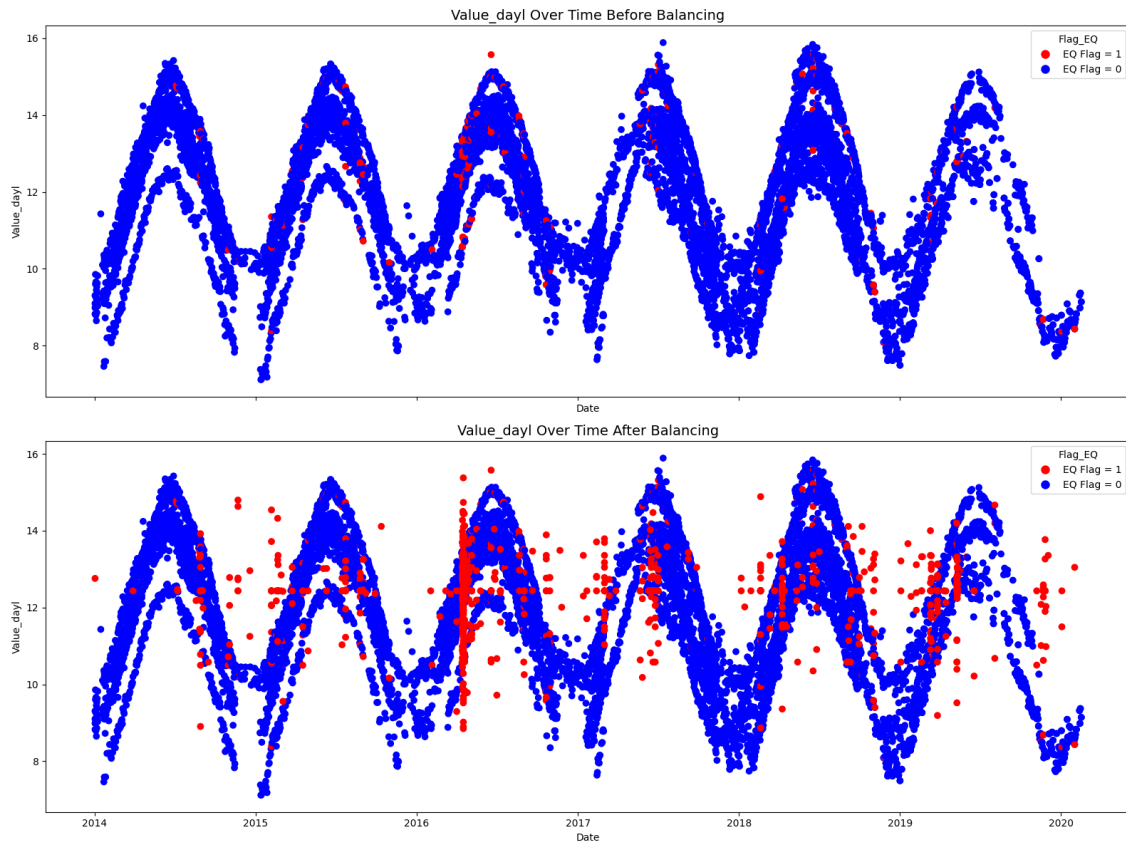 Value_dayl Over Time Before Balancing
Flag_EQ
EQ Flag = 1
EQ Flag = 0
16
14
12
10
8
Value_dayl
Date
Value_dayl Over Time After Balancing
Flag_EQ
EQ Flag = 1
EQ Flag = 0
16
14
12
10
8
Value_dayl
2014 2015 2016 2017 2018 2019 2020
Date